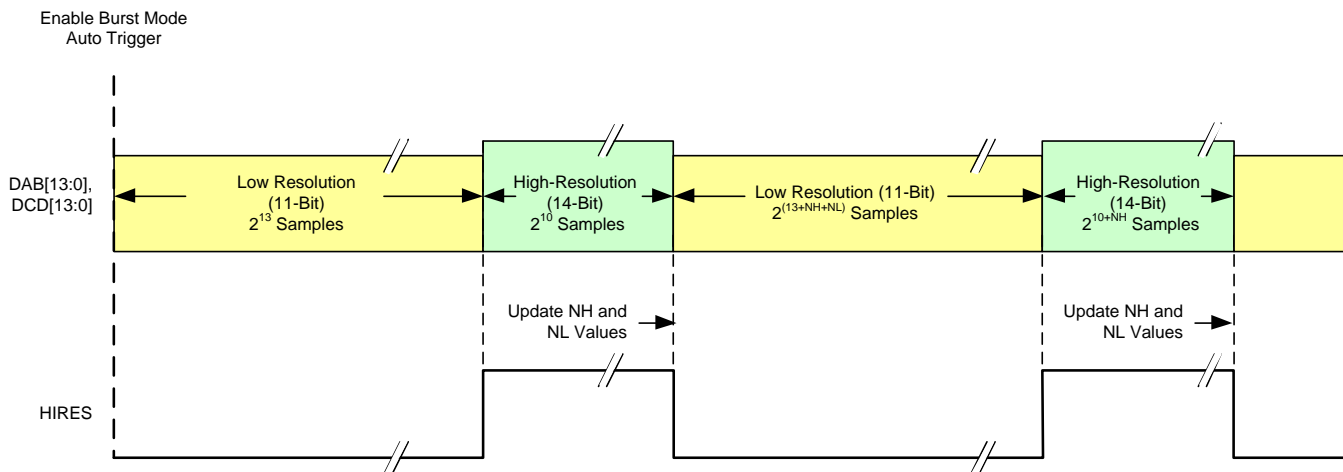 Enable Burst Mode
Auto Trigger
DAB[13:0],
DCD[13:0]
Low Resolution
(11-Bit)
2^13 Samples
High-Resolution
(14-Bit)
2^10 Samples
Low Resolution (11-Bit)
2^(13+NH+NL) Samples
High-Resolution
(14-Bit)
2^10+NH Samples
Update NH and
NL Values
Update NH and
NL Values
HIRES